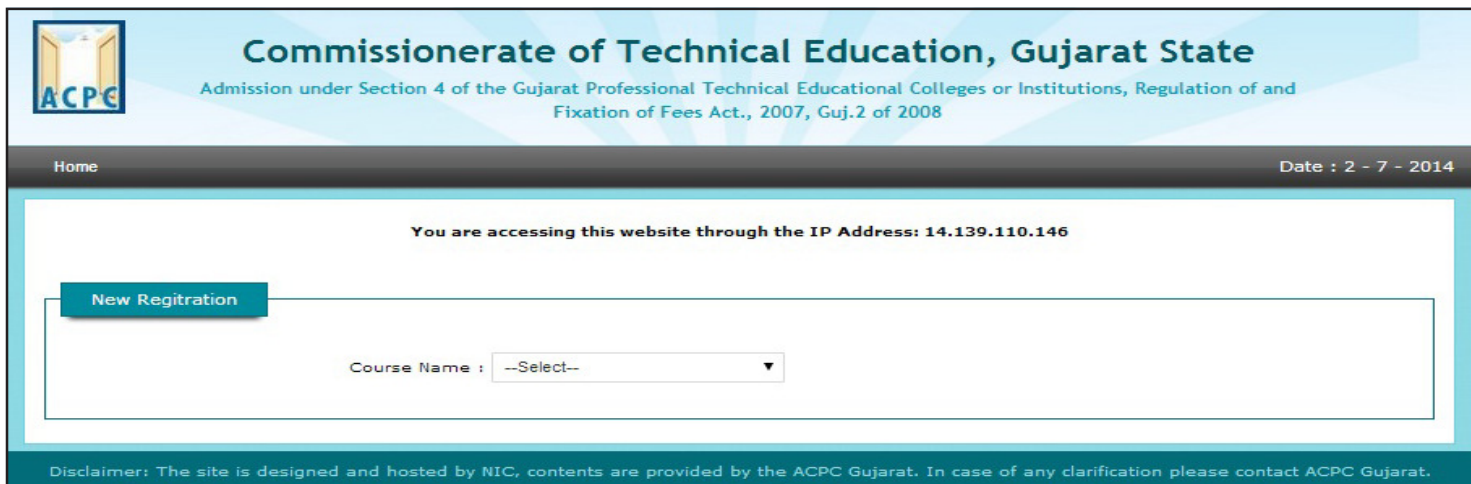 ACPC
Commissionerate of Technical Education, Gujarat State
Admission under Section 4 of the Gujarat Professional Technical Educational Colleges or Institutions, Regulation of and
Fixation of Fees Act., 2007, Guj.2 of 2008
Home
Date : 2 - 7 - 2014
You are accessing this website through the IP Address: 14.139.110.146
New Regitration
Course Name : --Select--
Disclaimer: The site is designed and hosted by NIC, contents are provided by the ACPC Gujarat. In case of any clarification please contact ACPC Gujarat.